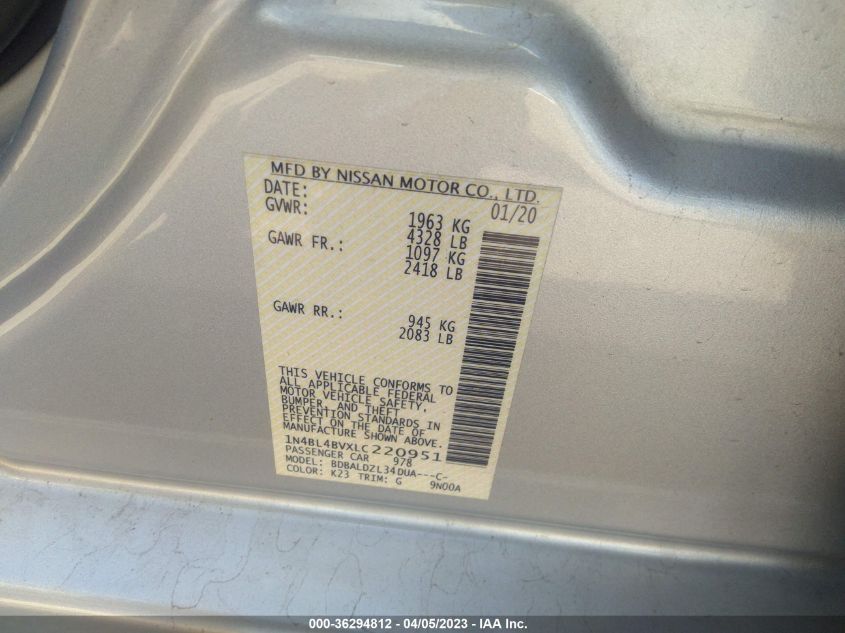 MFD BY NISSAN MOTOR CO., LTD.
DATE: 01/20
GVWR: 1963 KG
4328 LB
GAWR FR.: 1097 KG
2418 LB
GAWR RR.: 945 KG
2083 LB
THIS VEHICLE CONFORMS TO
ALL APPLICABLE FEDERAL
MOTOR VEHICLE SAFETY,
BUMPER, AND THEFT
PREVENTION STANDARDS IN
EFFECT ON THE DATE OF
MANUFACTURE SHOWN ABOVE.
1N4BL4BVXLC220951
PASSENGER CAR 978
MODEL: BDBALDZL34DUA---C-
COLOR: K23 TRIM: G 9N00A
000-36294812 - 04/05/2023 - IAA Inc.